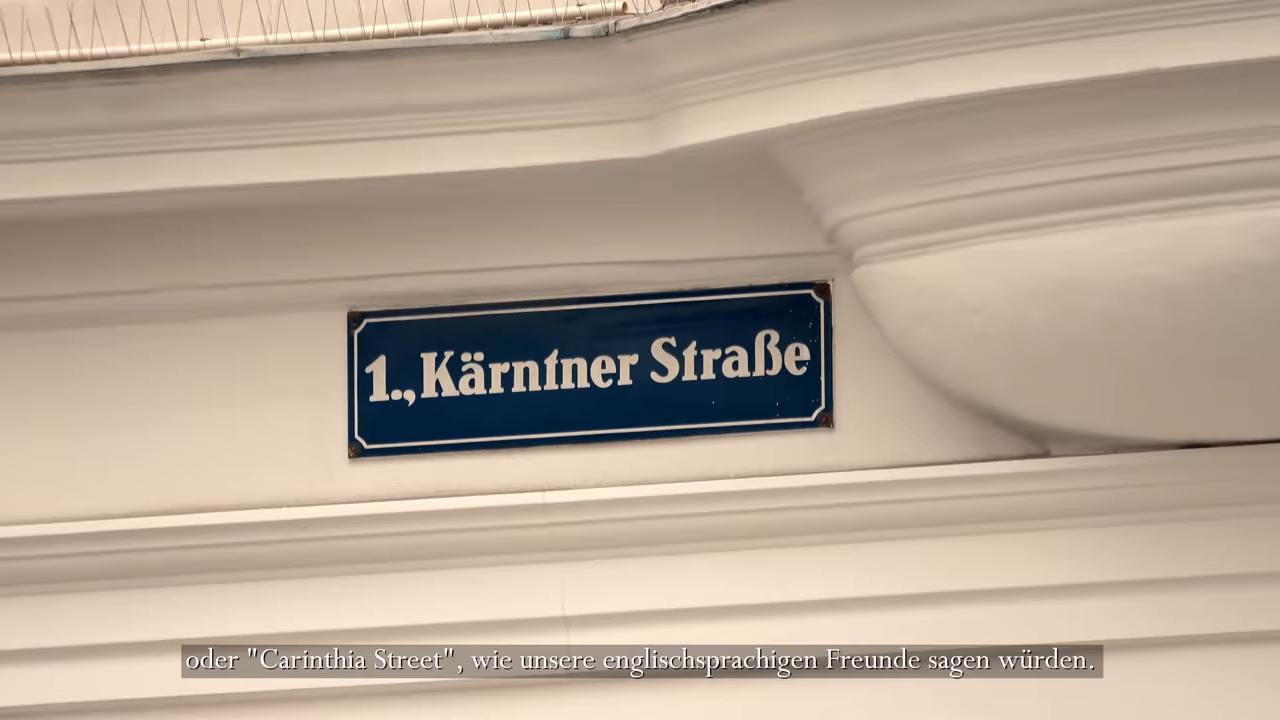 1., Kärntner Straße
oder "Carinthia Street", wie unsere englischsprachigen Freunde sagen würden.